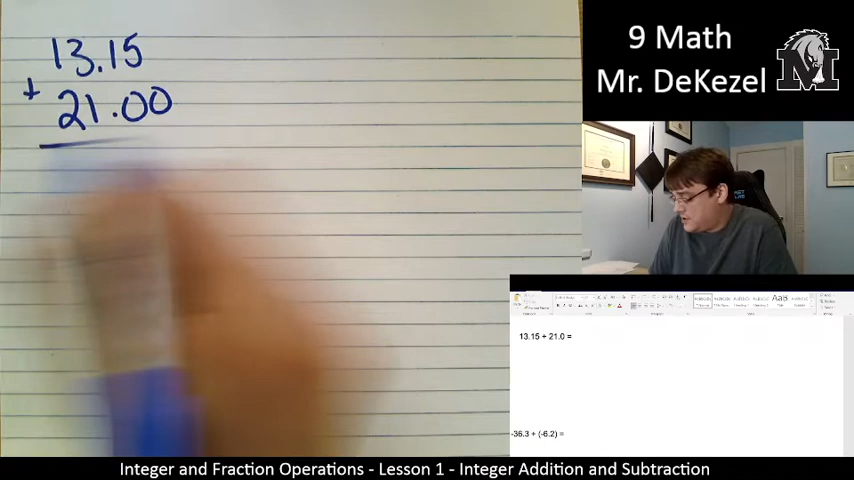 13.15
+ 21.00
9 Math
Mr. DeKezel
M
13.15 + 21.0 =
-36.3 + (-6.2) =
Integer and Fraction Operations - Lesson 1 - Integer Addition and Subtraction